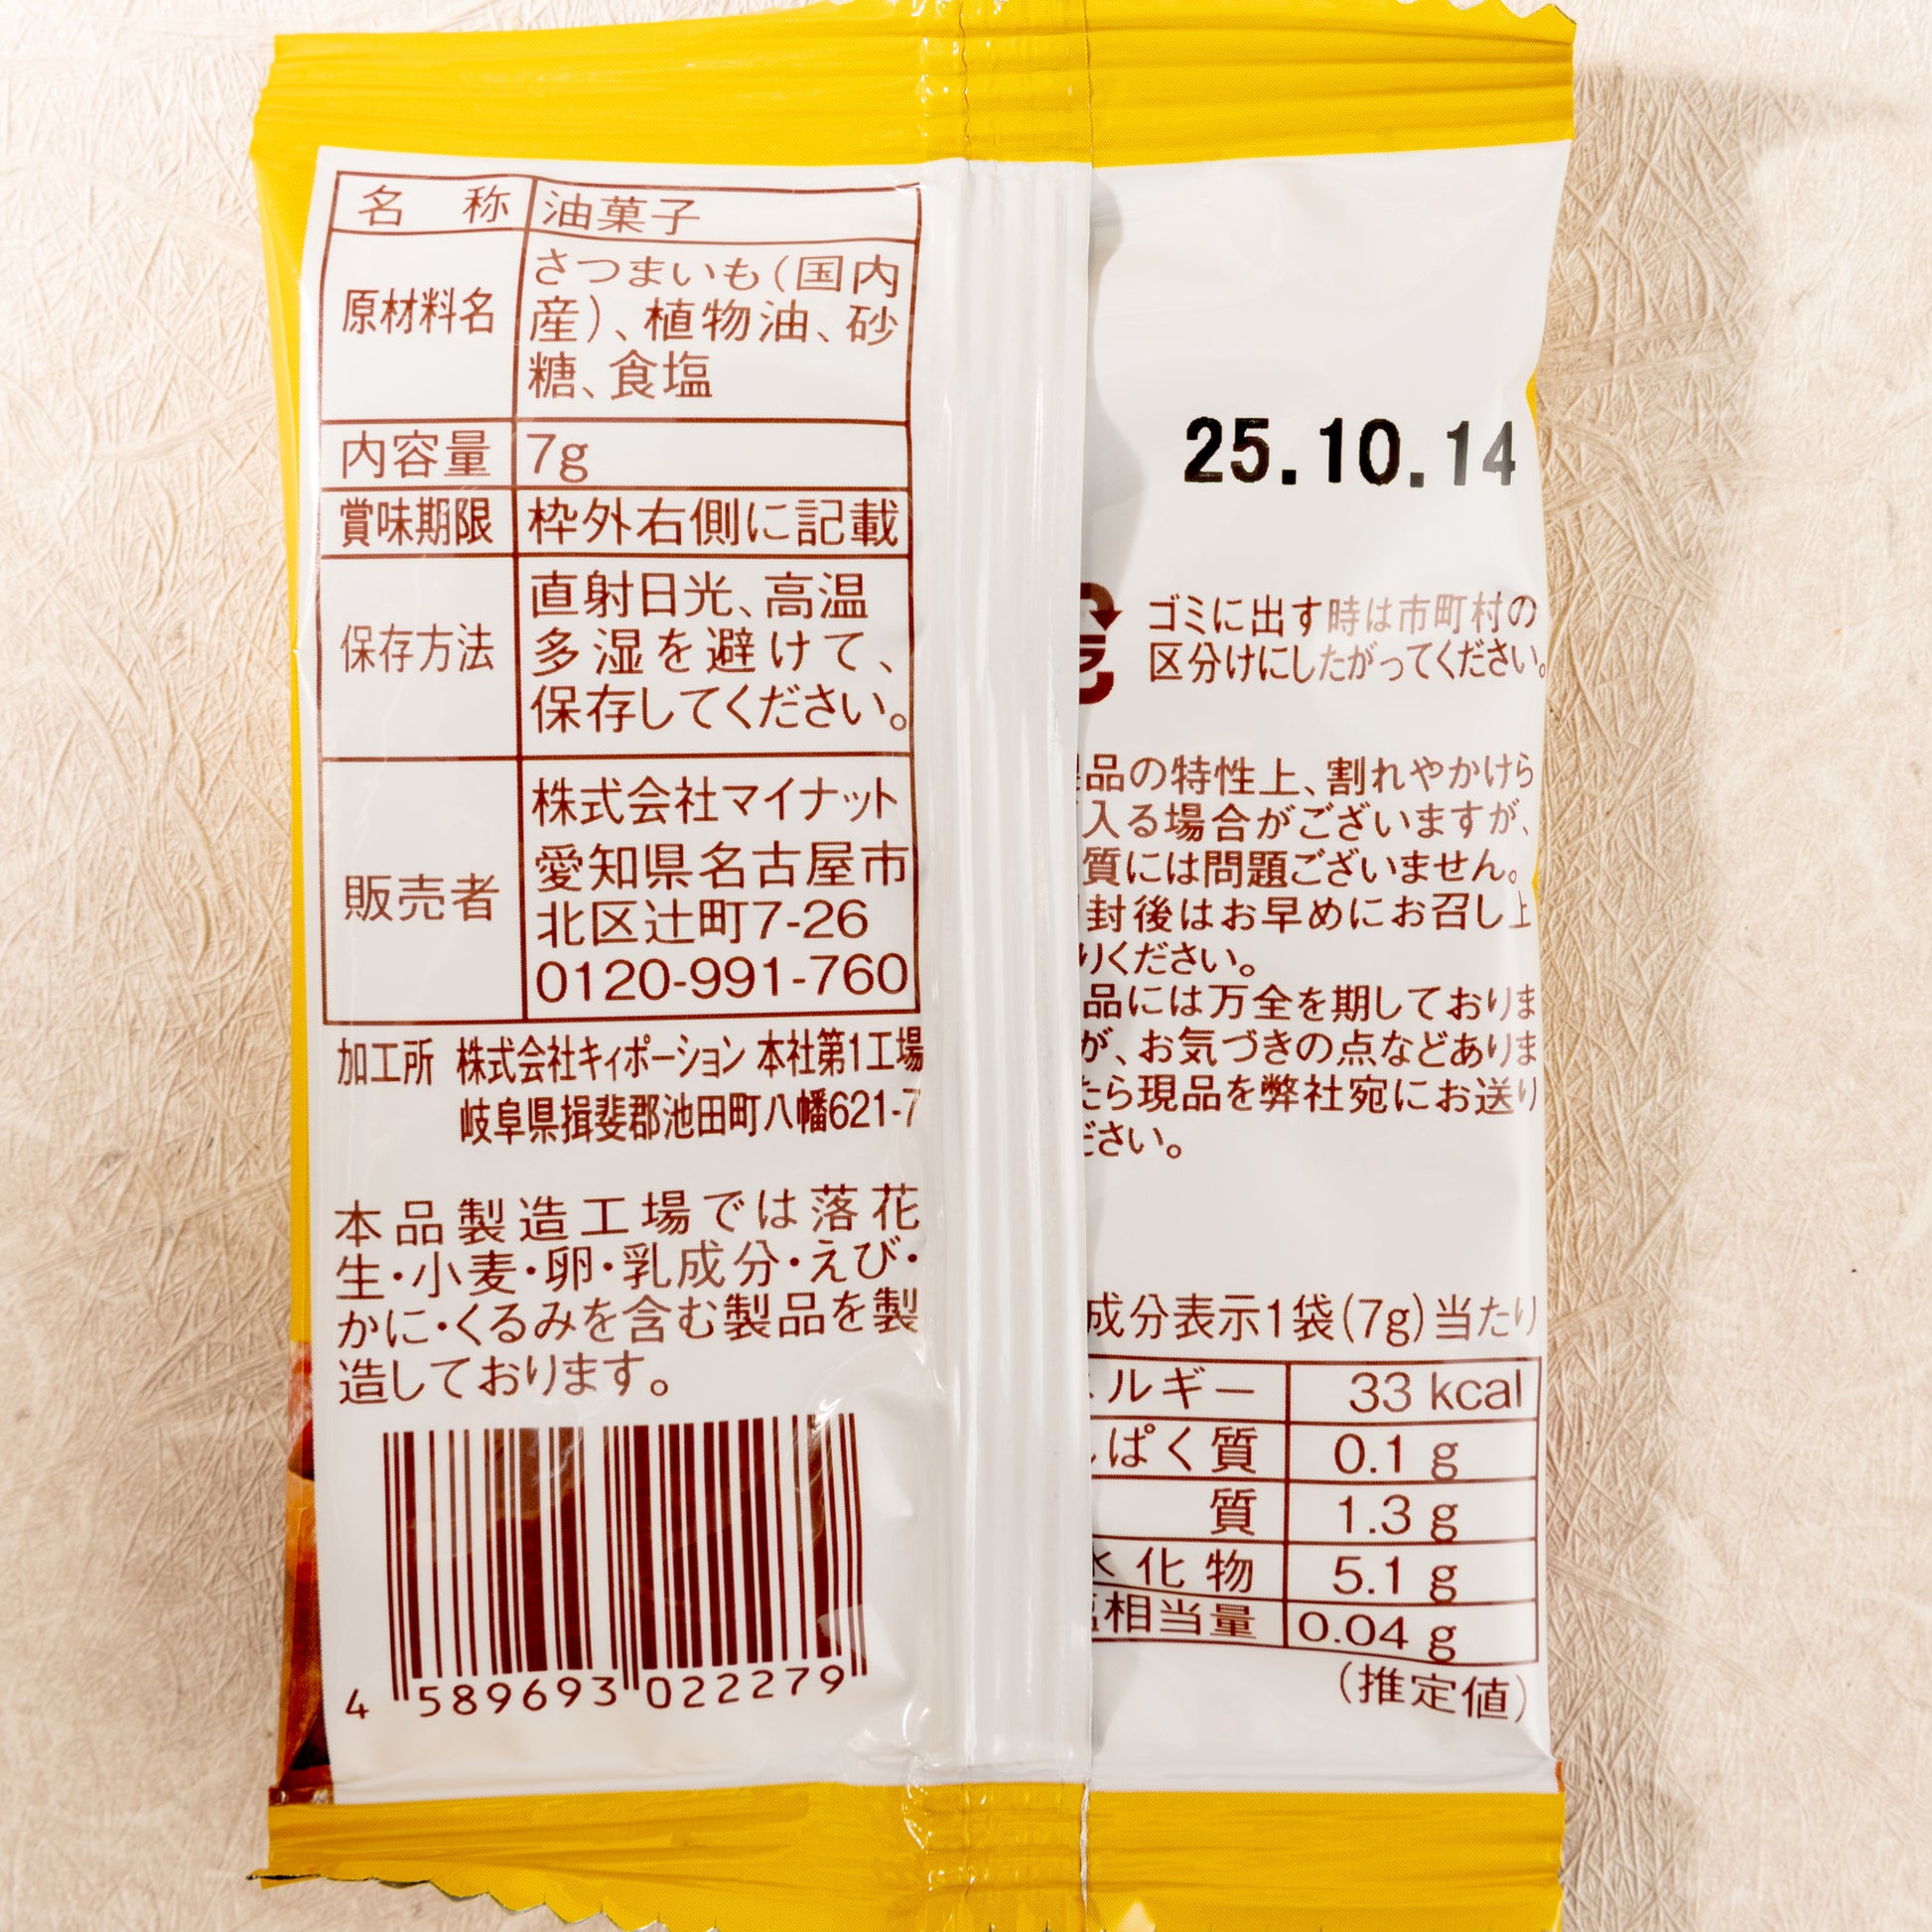 名 称 油菓子
原材料名 さつまいも(国内
産)、植物油、砂
糖、食塩
内容量 7g
賞味期限 枠外右側に記載
保存方法 直射日光、高温
多湿を避けて、
保存してください。
販売者 株式会社マイナット
愛知県名古屋市
北区辻町7-26
0120-991-760
加工所 株式会社キィポーション 本社第1工場
岐阜県揖斐郡池田町八幡621-7
本品製造工場では落花
生・小麦・卵・乳成分・えび・
かに・くるみを含む製品を製
造しております。
4 589693 022279
25.10.14
ラ
ゴミに出す時は市町村の
区分けにしたがってください。
品の特性上、割れやかけら
入る場合がございますが、
質には問題ございません。
封後はお早めにお召し上
りください。
品には万全を期しておりま
が、お気づきの点などありま
たら現品を弊社宛にお送り
ださい。
成分表示1袋(7g)当たり
ルギー 33 kcal
ぱく質 0.1 g
質 1.3 g
水化物 5.1 g
相当量 0.04 g
(推定値)